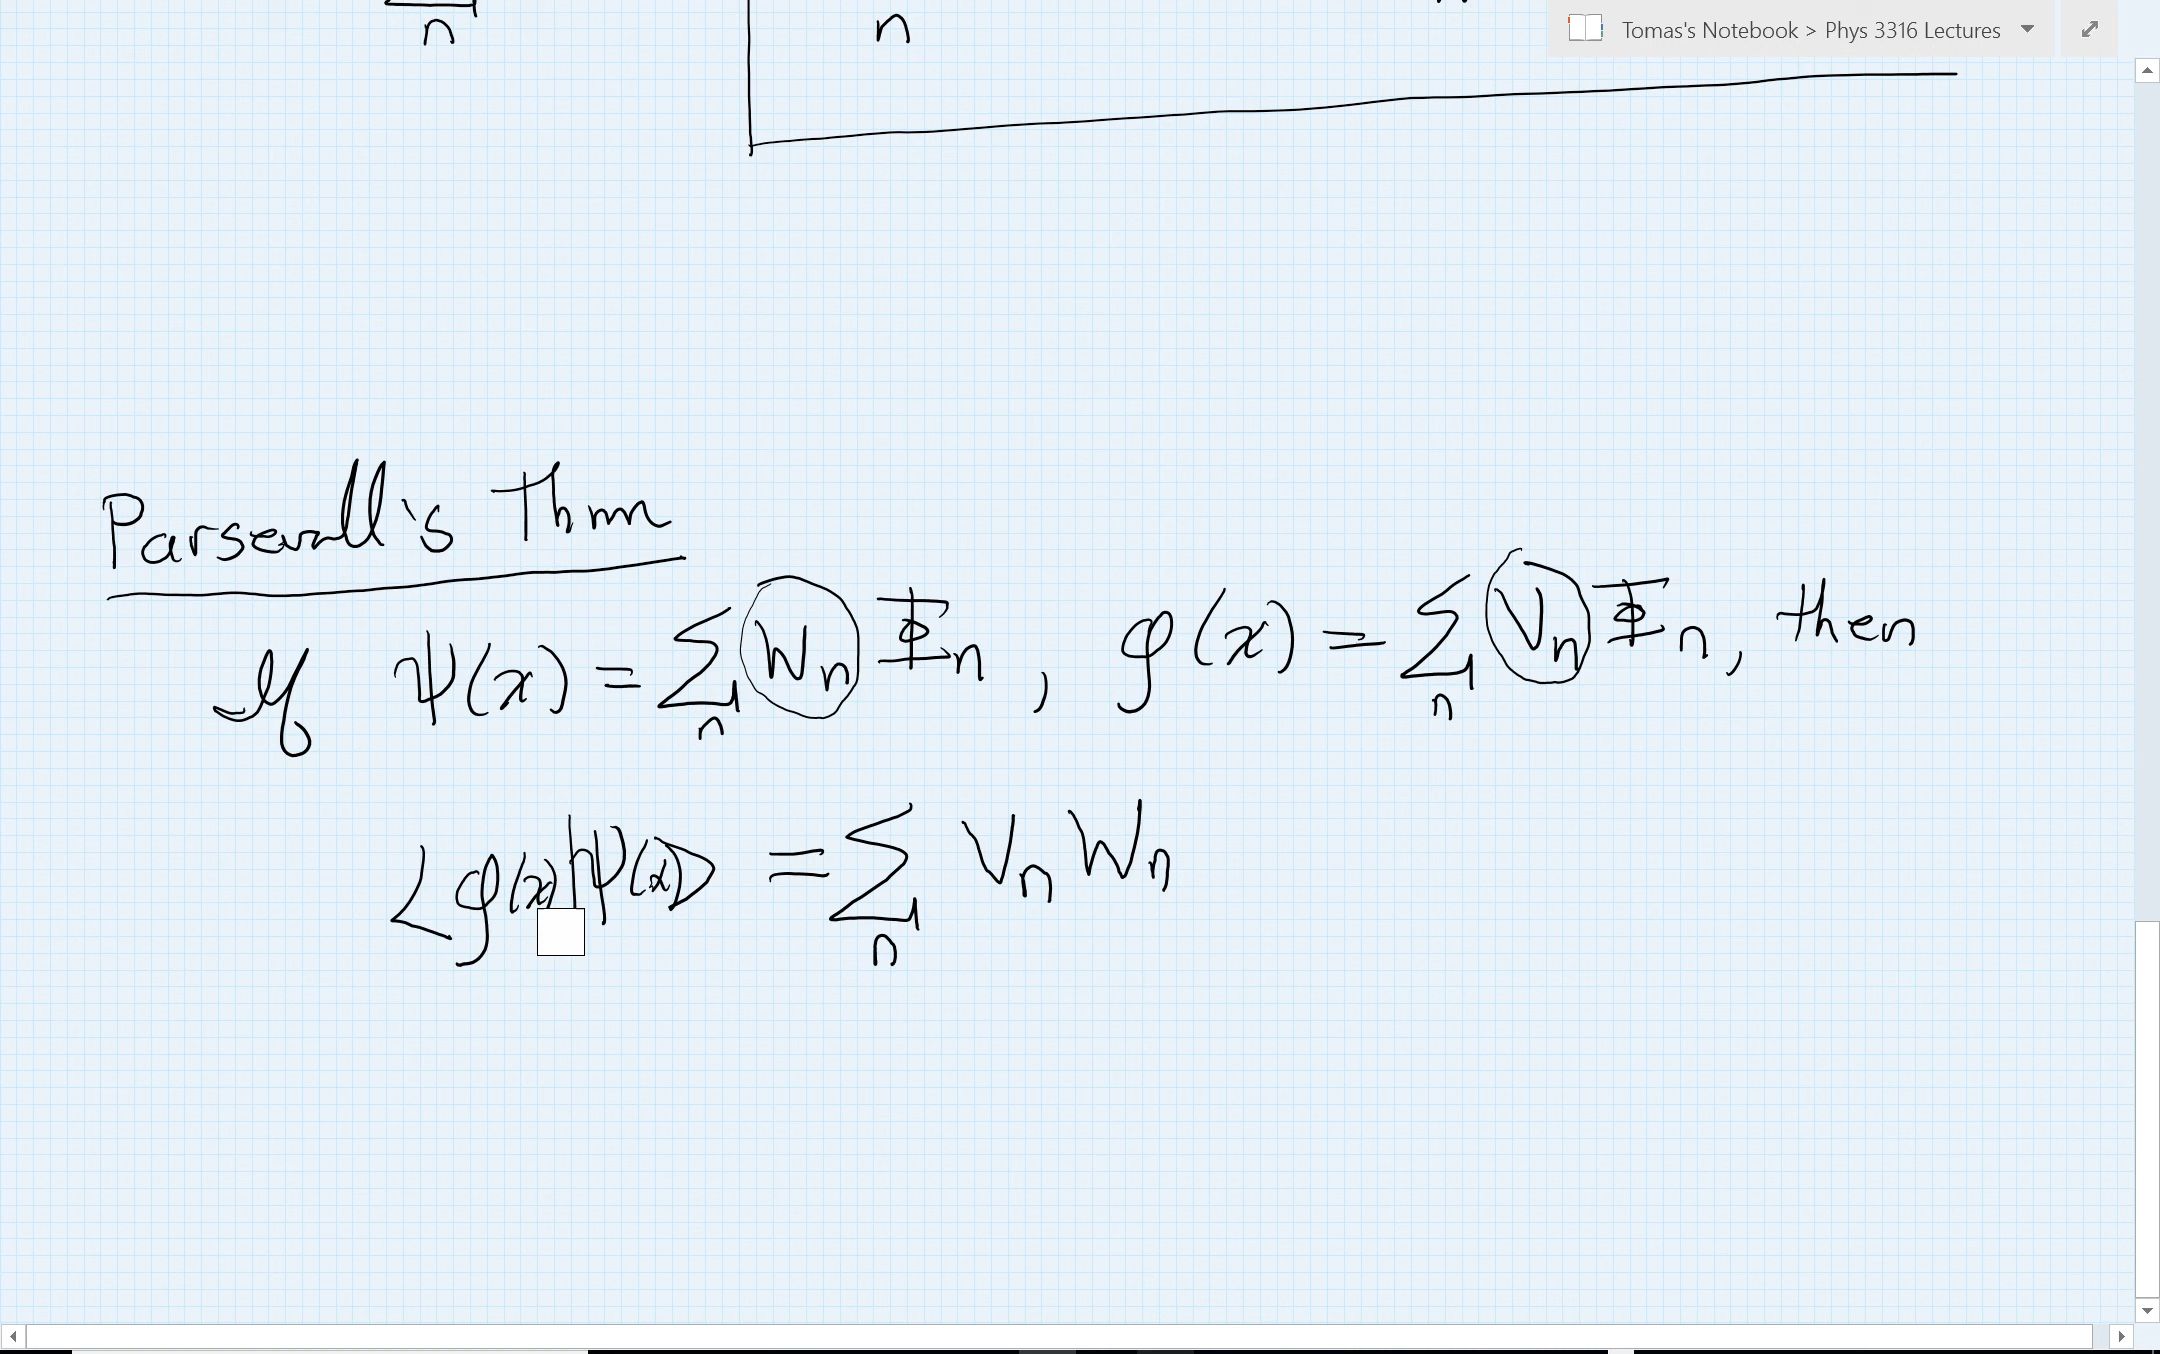 n n
Tomas's Notebook > Phys 3316 Lectures
Parsevall's Thm
If ψ(x) = Σ_n W_n Φ_n , φ(x) = Σ_n V_n Φ_n , then
⟨φ(x)|ψ(x)⟩ = Σ_n V_n W_n